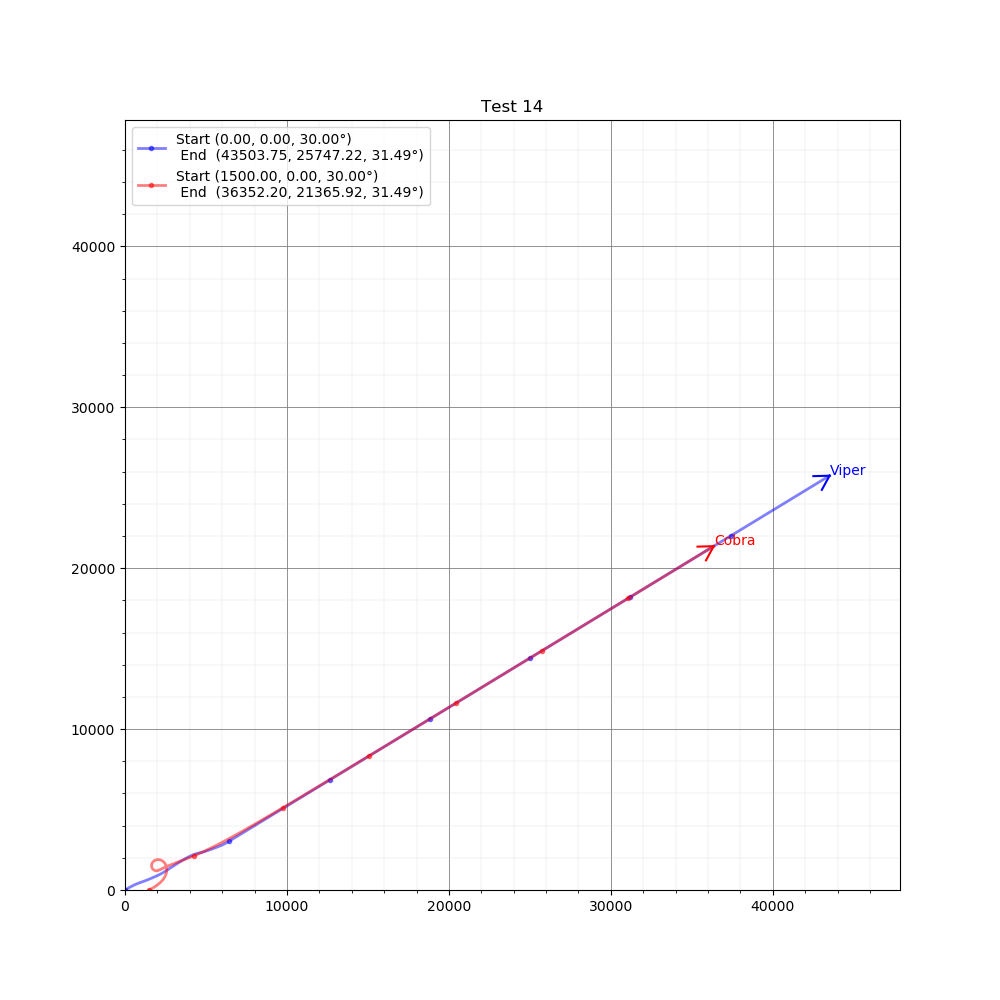 Test 14
Start (0.00, 0.00, 30.00°)
End (43503.75, 25747.22, 31.49°)
Start (1500.00, 0.00, 30.00°)
End (36352.20, 21365.92, 31.49°)
40000
30000
Viper
Cobra
20000
10000
0
0 10000 20000 30000 40000